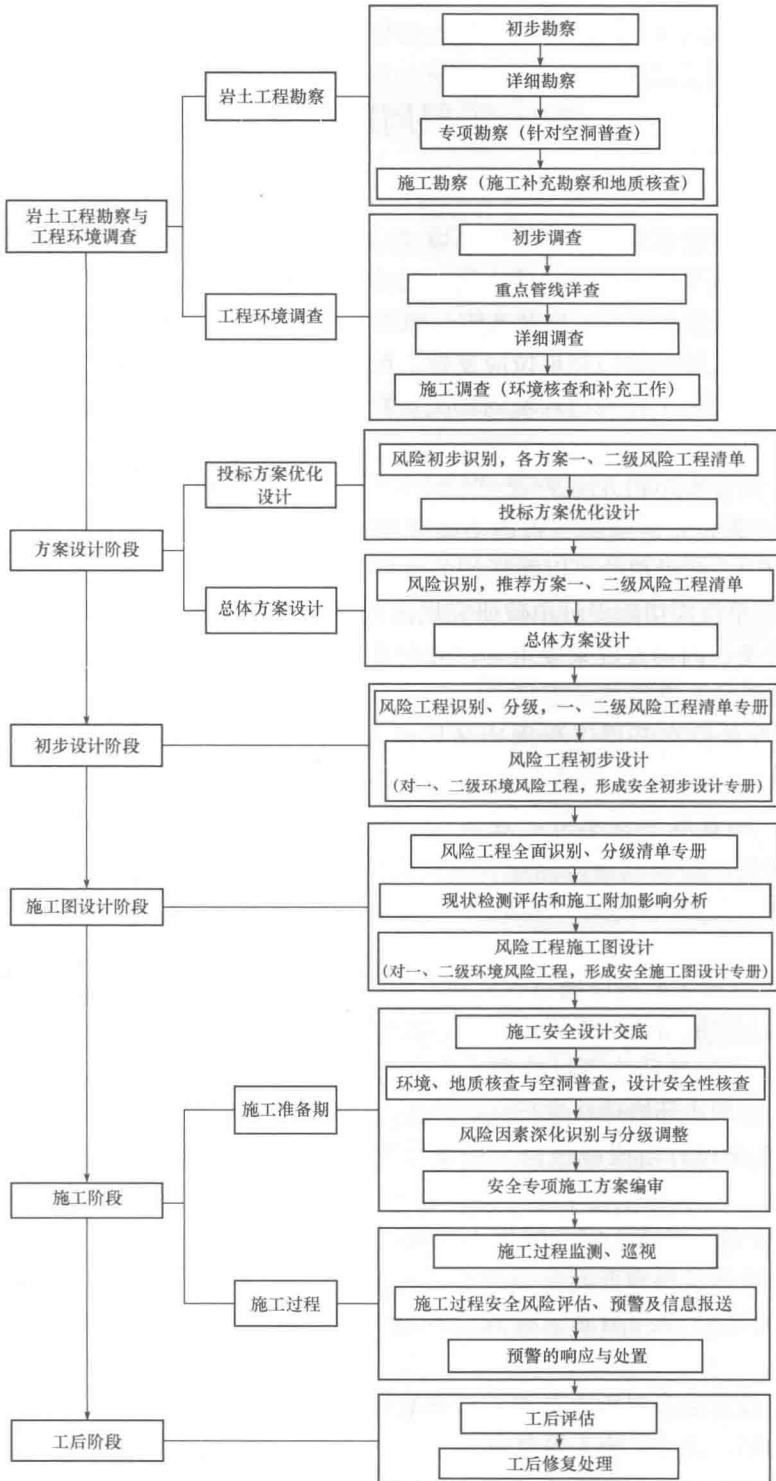 初步勘察
详细勘察
岩土工程勘察
专项勘察（针对空洞普查）
施工勘察（施工补充勘察和地质核查）
岩土工程勘察与
工程环境调查
初步调查
重点管线详查
工程环境调查
详细调查
施工调查（环境核查和补充工作）
投标方案优化
设计
风险初步识别，各方案一、二级风险工程清单
投标方案优化设计
方案设计阶段
总体方案设计
风险识别，推荐方案一、二级风险工程清单
总体方案设计
初步设计阶段
风险工程识别、分级，一、二级风险工程清单专册
风险工程初步设计
（对一、二级环境风险工程，形成安全初步设计专册）
施工图设计阶段
风险工程全面识别、分级清单专册
现状检测评估和施工附加影响分析
风险工程施工图设计
（对一、二级环境风险工程，形成安全施工图设计专册）
施工阶段
施工准备期
施工安全设计交底
环境、地质核查与空洞普查，设计安全性核查
风险因素深化识别与分级调整
安全专项施工方案编审
施工过程
施工过程监测、巡视
施工过程安全风险评估、预警及信息报送
预警的响应与处置
工后阶段
工后评估
工后修复处理